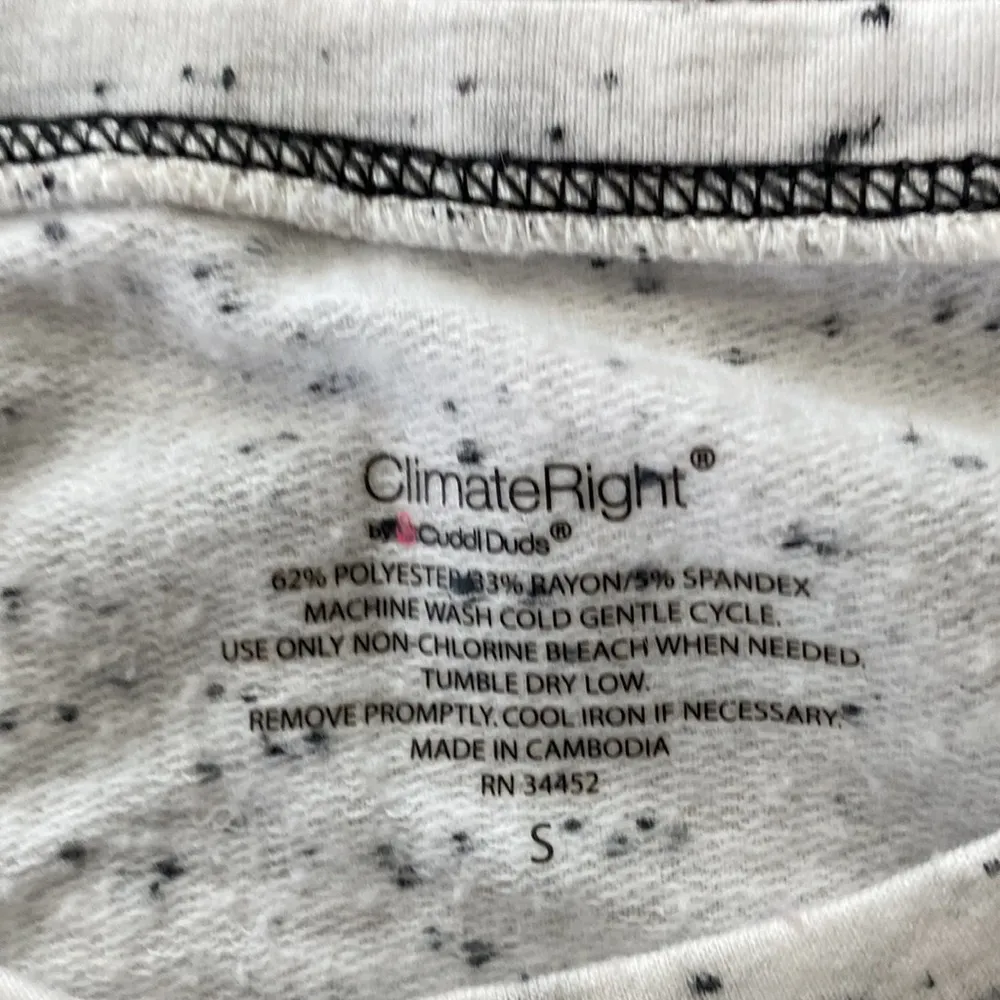 ClimateRight®
by Cuddl Duds®
62% POLYESTER/33% RAYON/5% SPANDEX
MACHINE WASH COLD GENTLE CYCLE.
USE ONLY NON-CHLORINE BLEACH WHEN NEEDED.
TUMBLE DRY LOW.
REMOVE PROMPTLY. COOL IRON IF NECESSARY.
MADE IN CAMBODIA
RN 34452
S